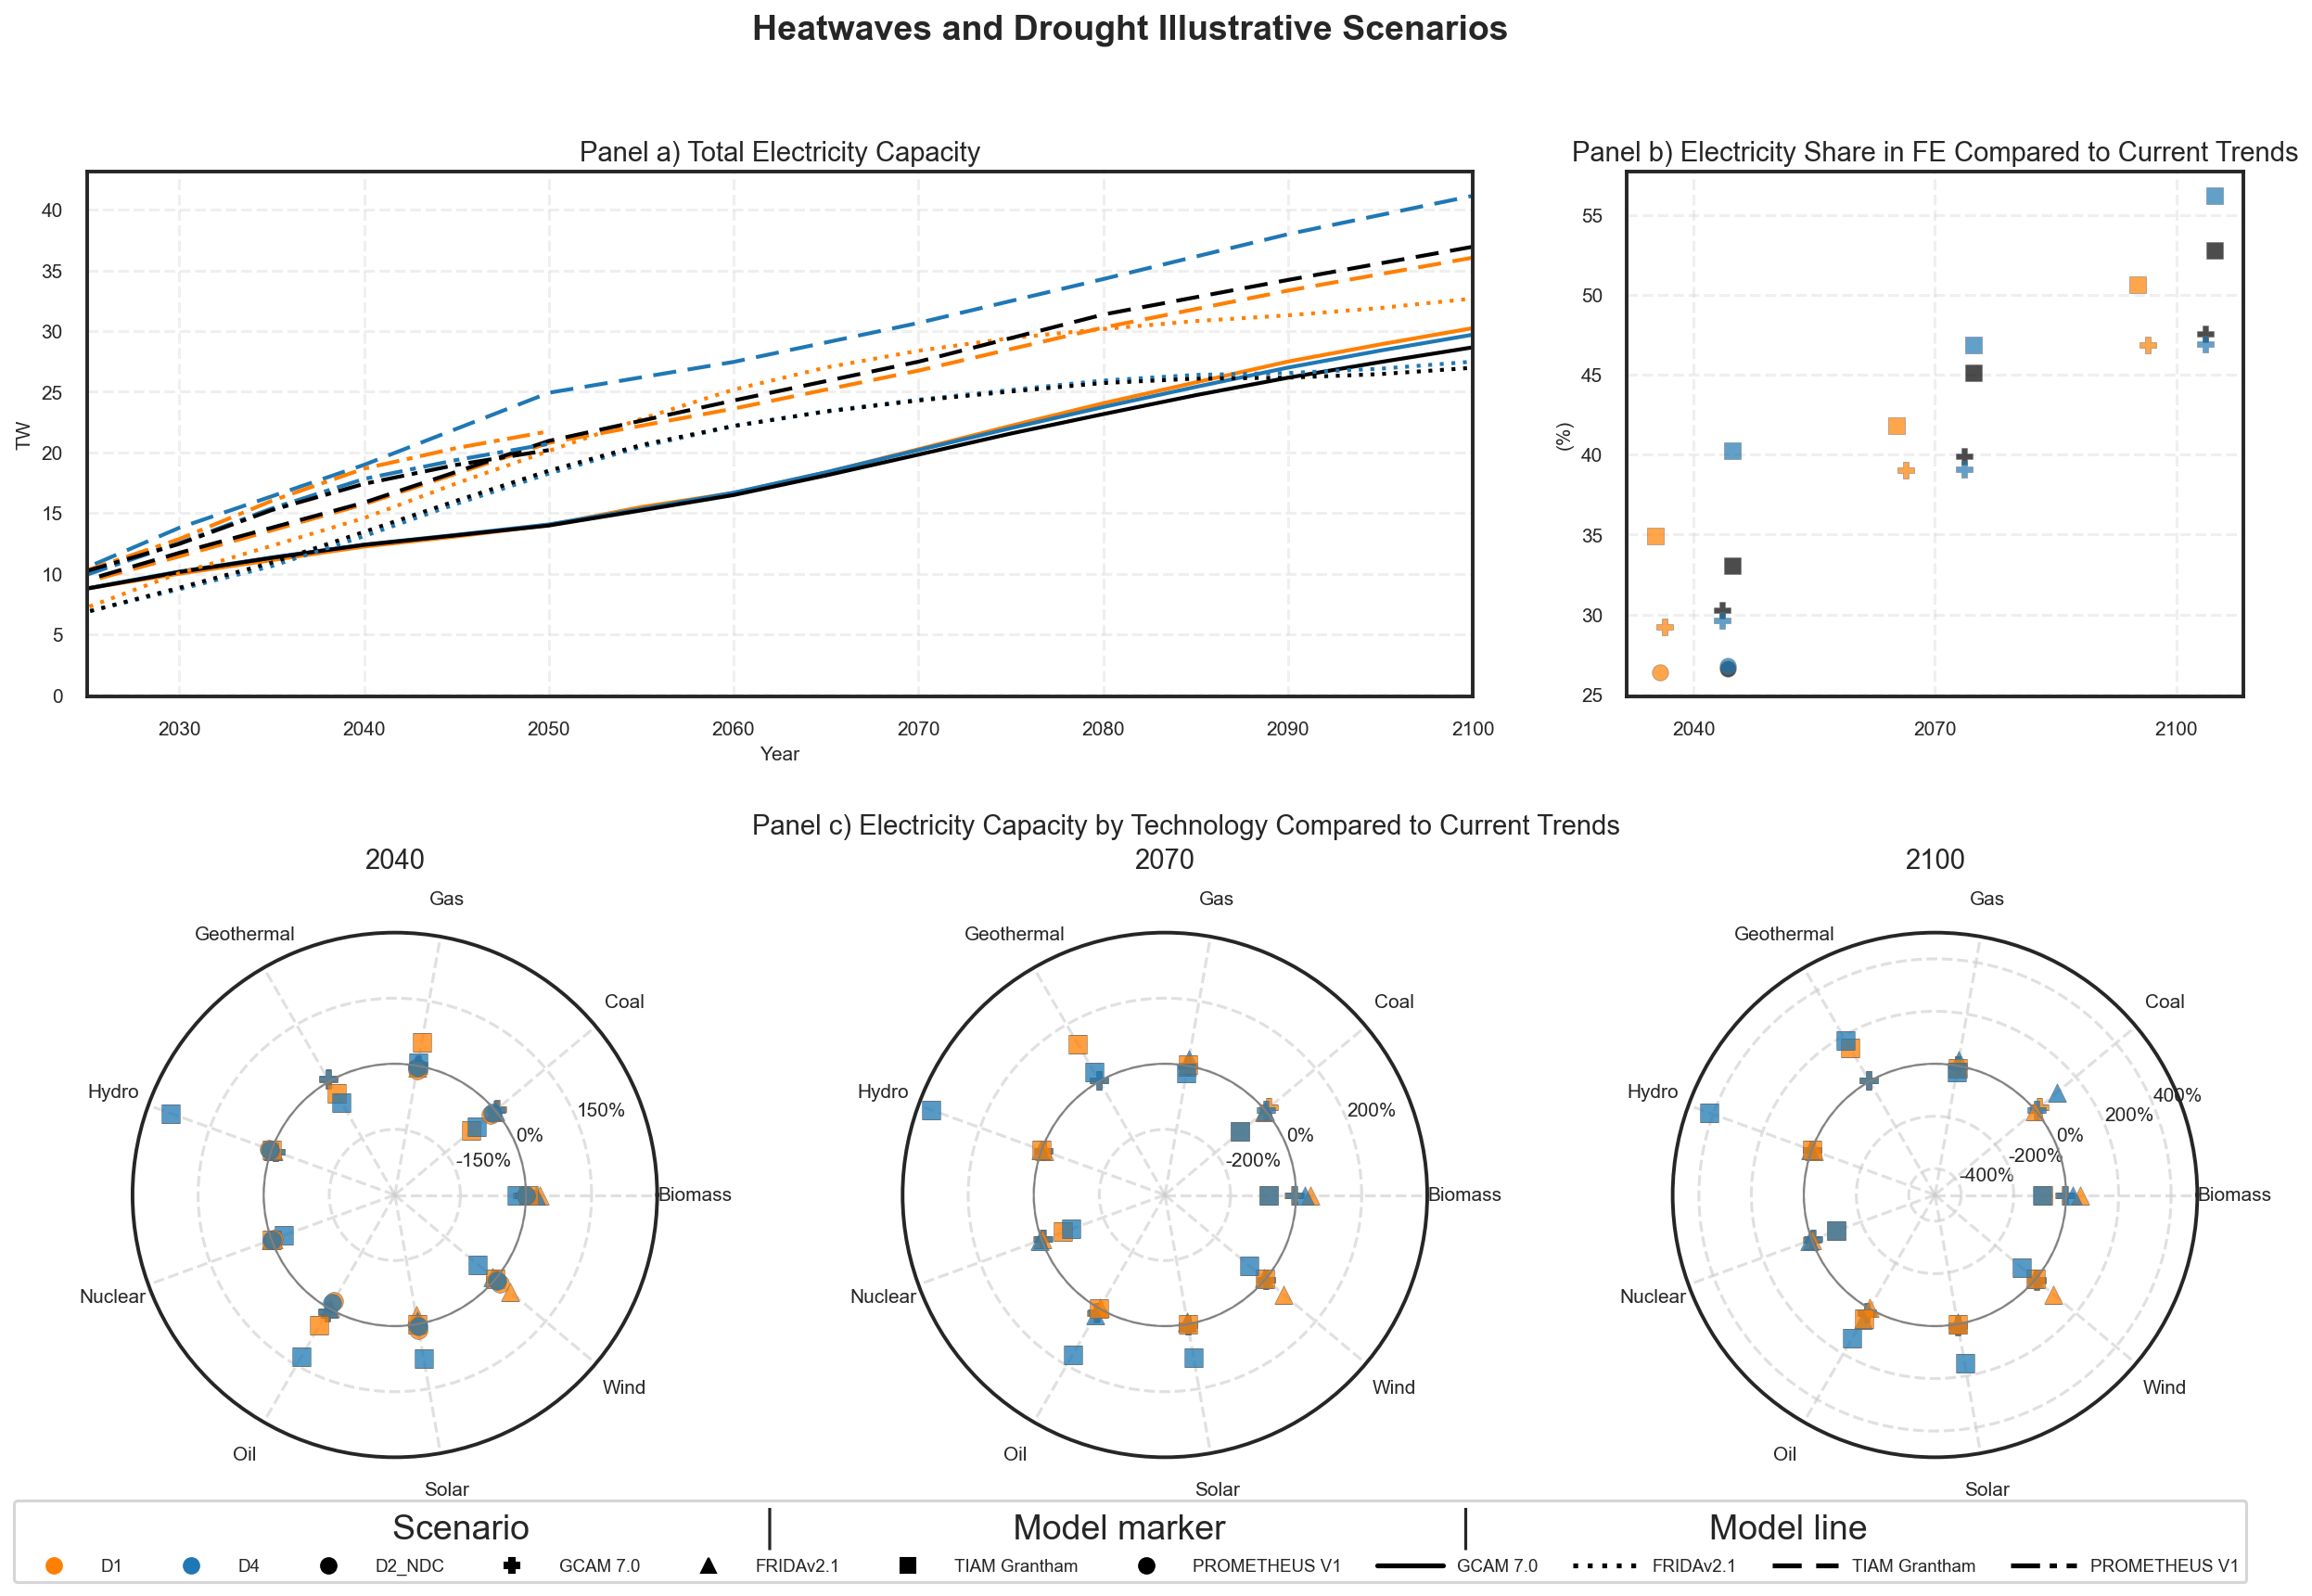 Heatwaves and Drought Illustrative Scenarios
Panel a) Total Electricity Capacity
40
35
30
25
20
15
10
5
0
TW
2030 2040 2050 2060 2070 2080 2090 2100
Year
Panel b) Electricity Share in FE Compared to Current Trends
55
50
45
40
35
30
25
(%)
2040 2070 2100
Panel c) Electricity Capacity by Technology Compared to Current Trends
2040
Gas
Geothermal
Coal
Hydro
150%
0%
-150%
Biomass
Nuclear
Wind
Oil
Solar
2070
Gas
Geothermal
Coal
Hydro
200%
0%
-200%
Biomass
Nuclear
Wind
Oil
Solar
2100
Gas
Geothermal
Coal
Hydro
400%
200%
0%
-200%
-400%
Biomass
Nuclear
Wind
Oil
Solar
Scenario | Model marker | Model line
D1 D4 D2_NDC GCAM 7.0 FRIDAv2.1 TIAM Grantham PROMETHEUS V1 GCAM 7.0 FRIDAv2.1 TIAM Grantham PROMETHEUS V1